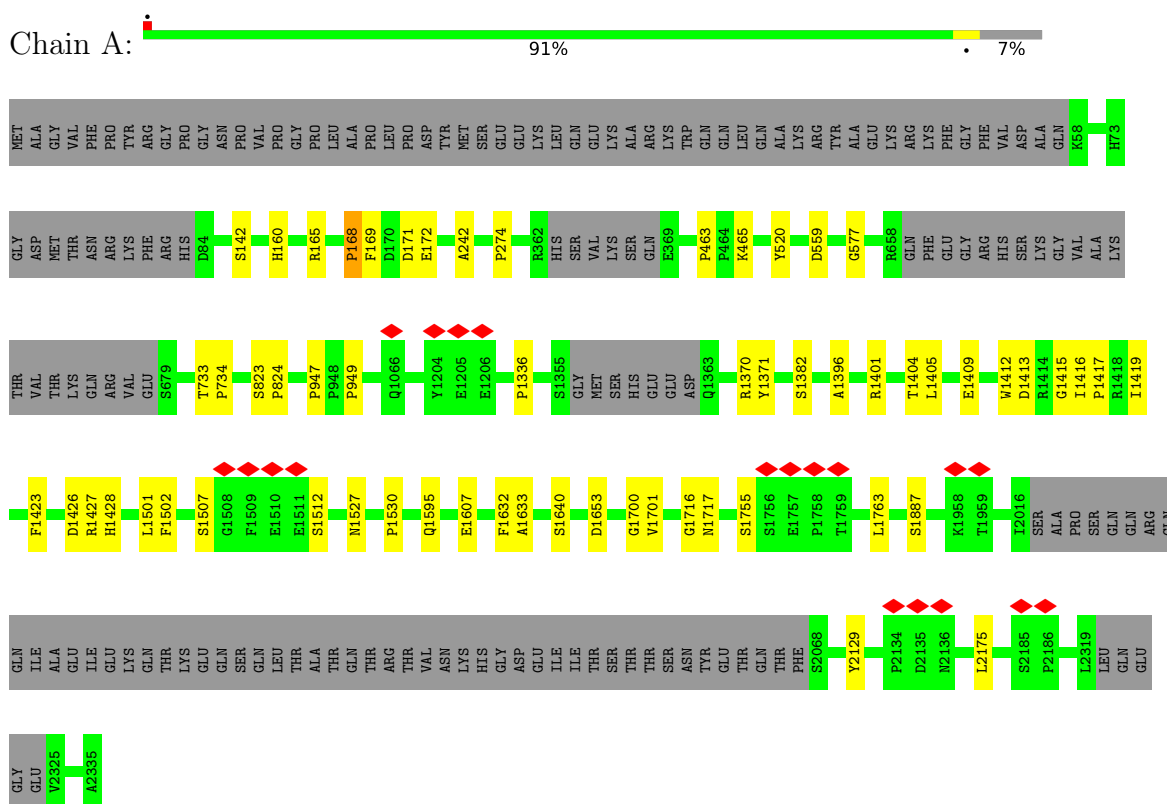 Chain A:
91%
7%
MET ALA GLY VAL PHE PRO TYR ARG GLY PRO GLY ASN PRO VAL PRO GLY PRO LEU ALA PRO LEU PRO ASP TYR MET SER GLU GLU LYS LEU GLN GLU LYS ALA ARG LYS TRP GLN GLN LEU GLN ALA LYS ARG TYR ALA GLU LYS ARG LYS PHE GLY PHE VAL ASP ALA GLN K58 H73
GLY ASP MET THR ASN ARG LYS PHE ARG HIS D84 S142 H160 R165 P168 F169 D170 D171 E172 A242 P274 R362 HIS SER VAL LYS SER GLN E369 P463 P464 K465 Y520 D559 G577 R658 GLN PHE GLU GLY ARG HIS SER LYS GLY VAL ALA LYS
THR VAL THR LYS GLN ARG VAL GLU S679 T733 P734 S823 P824 P947 P948 P949 Q1066 Y1204 E1205 E1206 P1336 S1355 GLY MET SER HIS GLU GLU ASP Q1363 R1370 Y1371 S1382 A1396 R1401 T1404 L1405 E1409 W1412 D1413 R1414 G1415 I1416 P1417 R1418 I1419
F1423 D1426 R1427 H1428 L1501 F1502 S1507 G1508 F1509 E1510 E1511 S1512 N1527 P1530 Q1595 E1607 F1632 A1633 S1640 D1653 G1700 V1701 G1716 N1717 S1755 S1756 E1757 P1758 T1759 L1763 S1887 K1958 T1959 I2016 SER ALA PRO SER GLN GLN ARG GLN
GLN ILE ALA GLU ILE GLU LYS GLN THR LYS GLU GLN SER GLN LEU THR ALA THR GLN THR ARG THR VAL ASN LYS HIS GLY ASP GLU ILE ILE THR SER THR THR SER ASN TYR GLU THR GLN THR PHE S2068 Y2129 P2134 D2135 N2136 L2175 S2185 P2186 L2319 LEU GLN GLU
GLY GLU V2325 A2335